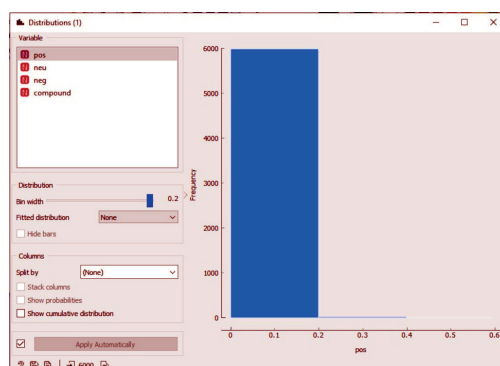 Distributions (1)
Variable
pos
neu
neg
compound
Distribution
Bin width 0.2
Fitted distribution None
Hide bars
Columns
Split by (None)
Stack columns
Show probabilities
Show cumulative distribution
Apply Automatically
6000
6000
5000
4000
3000
2000
1000
0
Frequency
0 0.1 0.2 0.3 0.4 0.5 0.6
pos